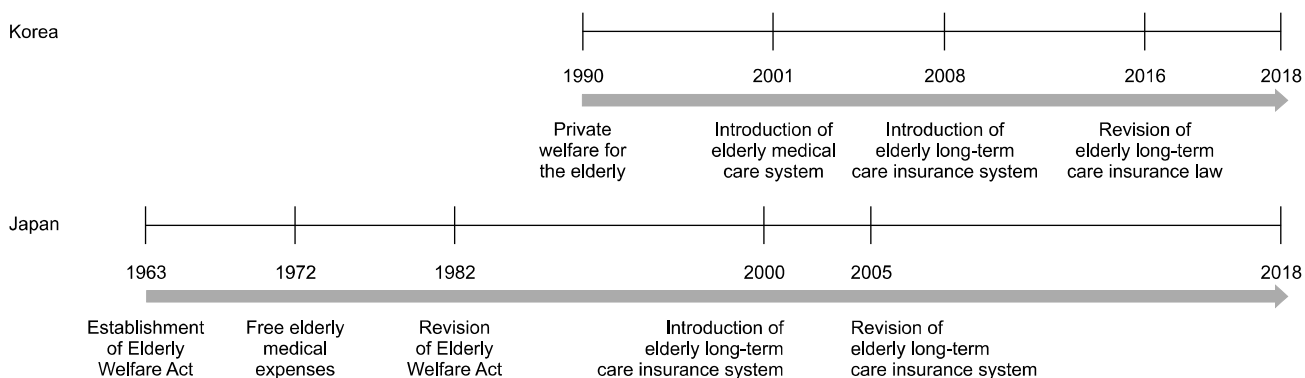 Korea
1990 2001 2008 2016 2018
Private
welfare for
the elderly
Introduction of
elderly medical
care system
Introduction of
elderly long-term
care insurance system
Revision of
elderly long-term
care insurance law
Japan
1963 1972 1982 2000 2005 2018
Establishment
of Elderly
Welfare Act
Free elderly
medical
expenses
Revision
of Elderly
Welfare Act
Introduction of
elderly long-term
care insurance system
Revision of
elderly long-term
care insurance system